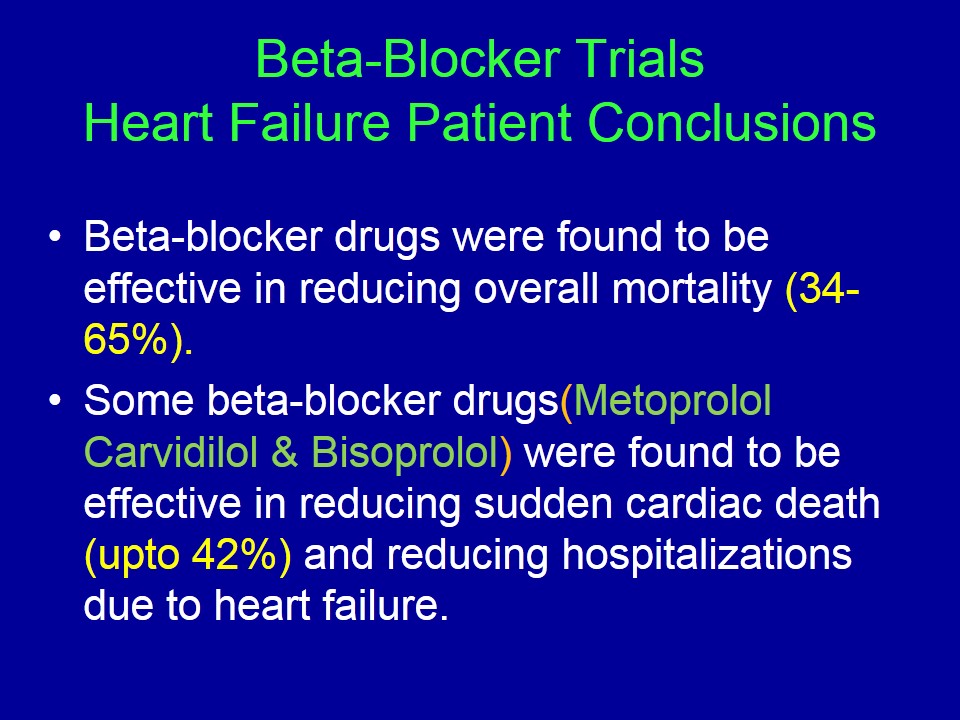 Beta-Blocker Trials
Heart Failure Patient Conclusions
• Beta-blocker drugs were found to be
effective in reducing overall mortality (34-
65%).
• Some beta-blocker drugs(Metoprolol
Carvidilol & Bisoprolol) were found to be
effective in reducing sudden cardiac death
(upto 42%) and reducing hospitalizations
due to heart failure.